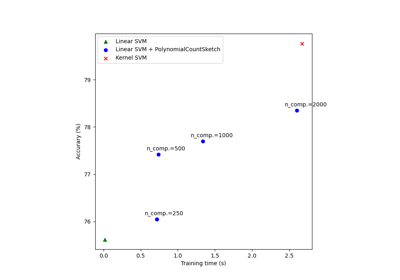 Linear SVM
Linear SVM + PolynomialCountSketch
Kernel SVM
79
n_comp.=2000
78
n_comp.=1000
n_comp.=500
77
n_comp.=250
76
Accurary (%)
0.0 0.5 1.0 1.5 2.0 2.5
Training time (s)